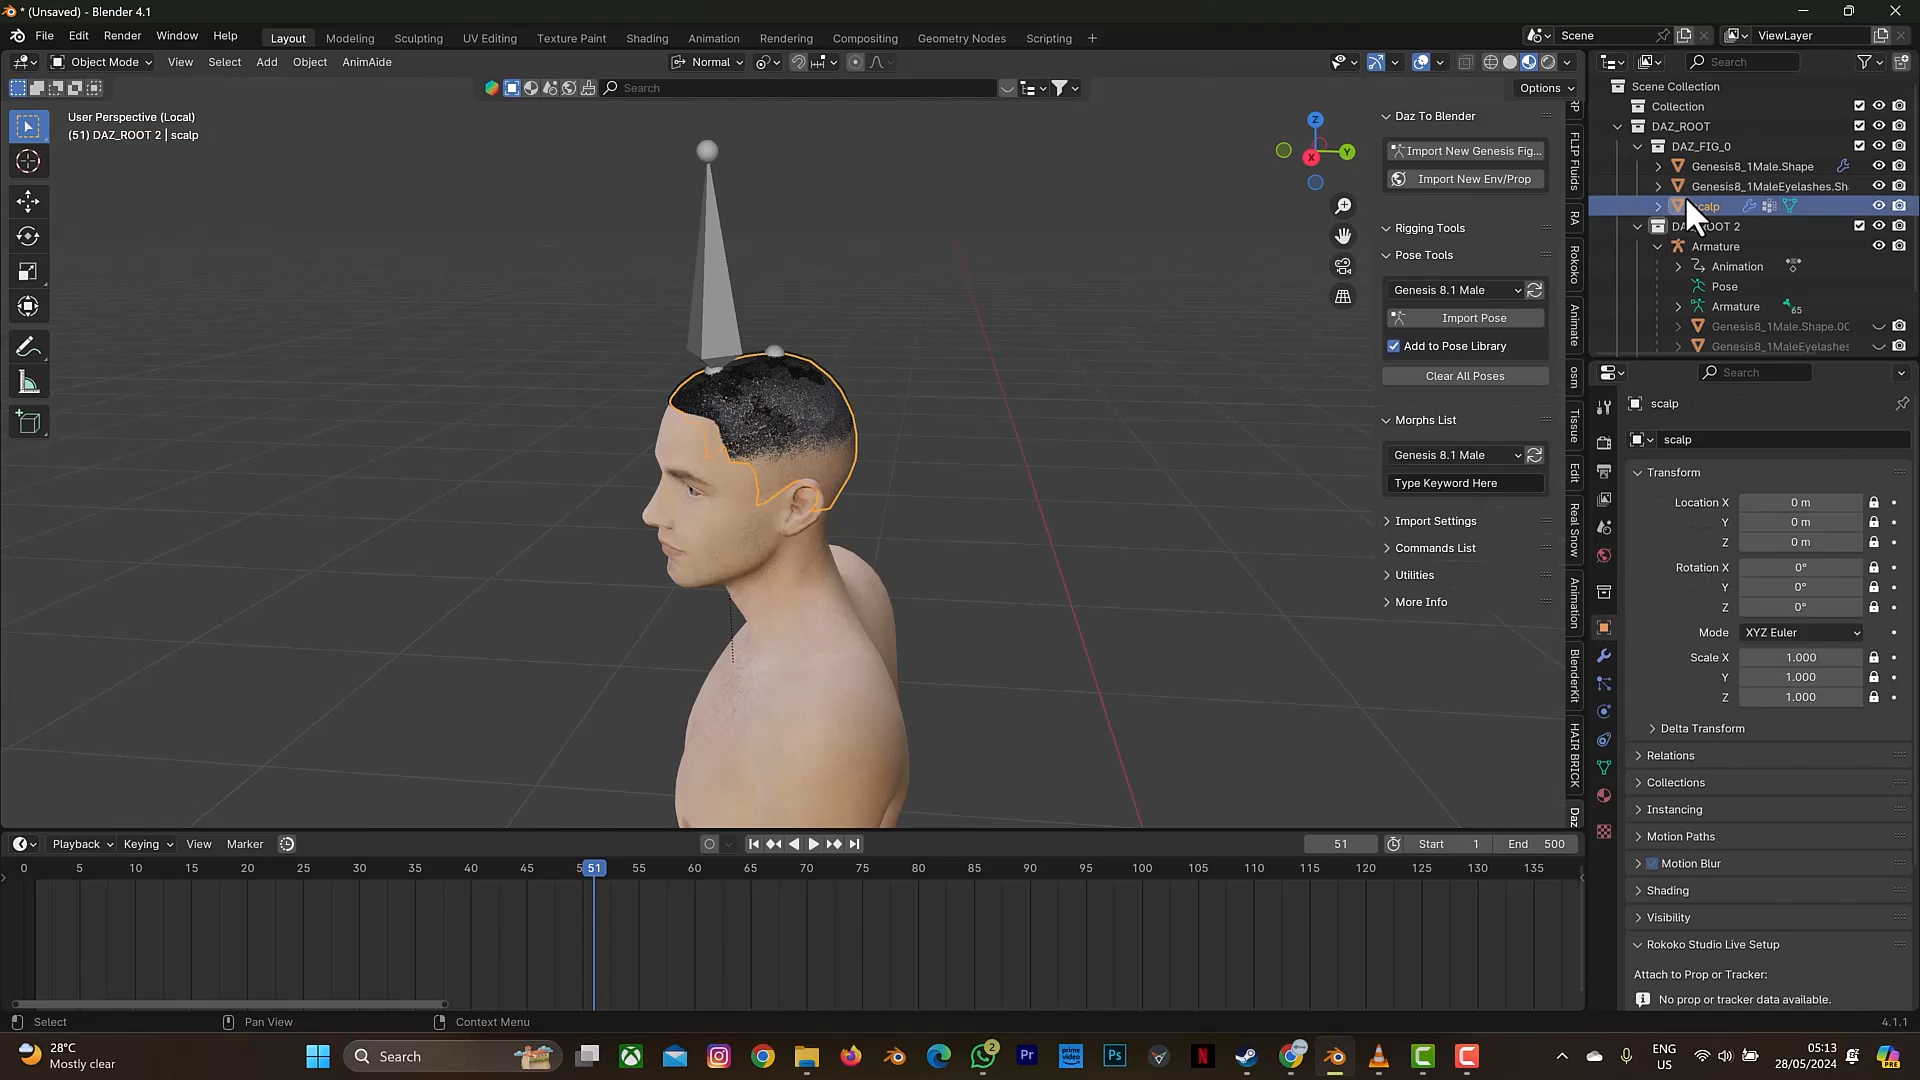 * (Unsaved) - Blender 4.1
File Edit Render Window Help
Layout Modeling Sculpting UV Editing Texture Paint Shading Animation Rendering Compositing Geometry Nodes Scripting
Scene ViewLayer
Object Mode View Select Add Object AnimAide
Normal
Search
Search
Options
User Perspective (Local)
(51) DAZ_ROOT 2 | scalp
Z
Y
X
Daz To Blender
Import New Genesis Fig...
Import New Env/Prop
Rigging Tools
Pose Tools
Genesis 8.1 Male
Import Pose
Add to Pose Library
Clear All Poses
Morphs List
Genesis 8.1 Male
Type Keyword Here
Import Settings
Commands List
Utilities
More Info
FLIP Fluids
RA
Rokoko
Animate
osm
Tissue
Edit
Real Snow
Animation
BlenderKit
HAIR BRICK
Daz
Scene Collection
Collection
DAZ_ROOT
DAZ_FIG_0
Genesis8_1Male.Shape
Genesis8_1MaleEyelashes.Sh
OOT 2
Armature
Animation
Pose
Armature 65
Genesis8_1Male.Shape.00
Genesis8_1MaleEyelashes
Search
scalp
scalp
Transform
Location X 0 m
Y 0 m
Z 0 m
Rotation X 0°
Y 0°
Z 0°
Mode XYZ Euler
Scale X 1.000
Y 1.000
Z 1.000
Delta Transform
Relations
Collections
Instancing
Motion Paths
Motion Blur
Shading
Visibility
Rokoko Studio Live Setup
Attach to Prop or Tracker:
No prop or tracker data available.
Playback Keying View Marker
51 Start 1 End 500
0 5 10 15 20 25 30 35 40 45 51 55 60 65 70 75 80 85 90 95 100 105 110 115 120 125 130 135
Select Pan View Context Menu
4.1.1
28°C
Mostly clear
Search
2
Pr
prime video
Ps
N
ENG
US
05:13
28/05/2024
PRE